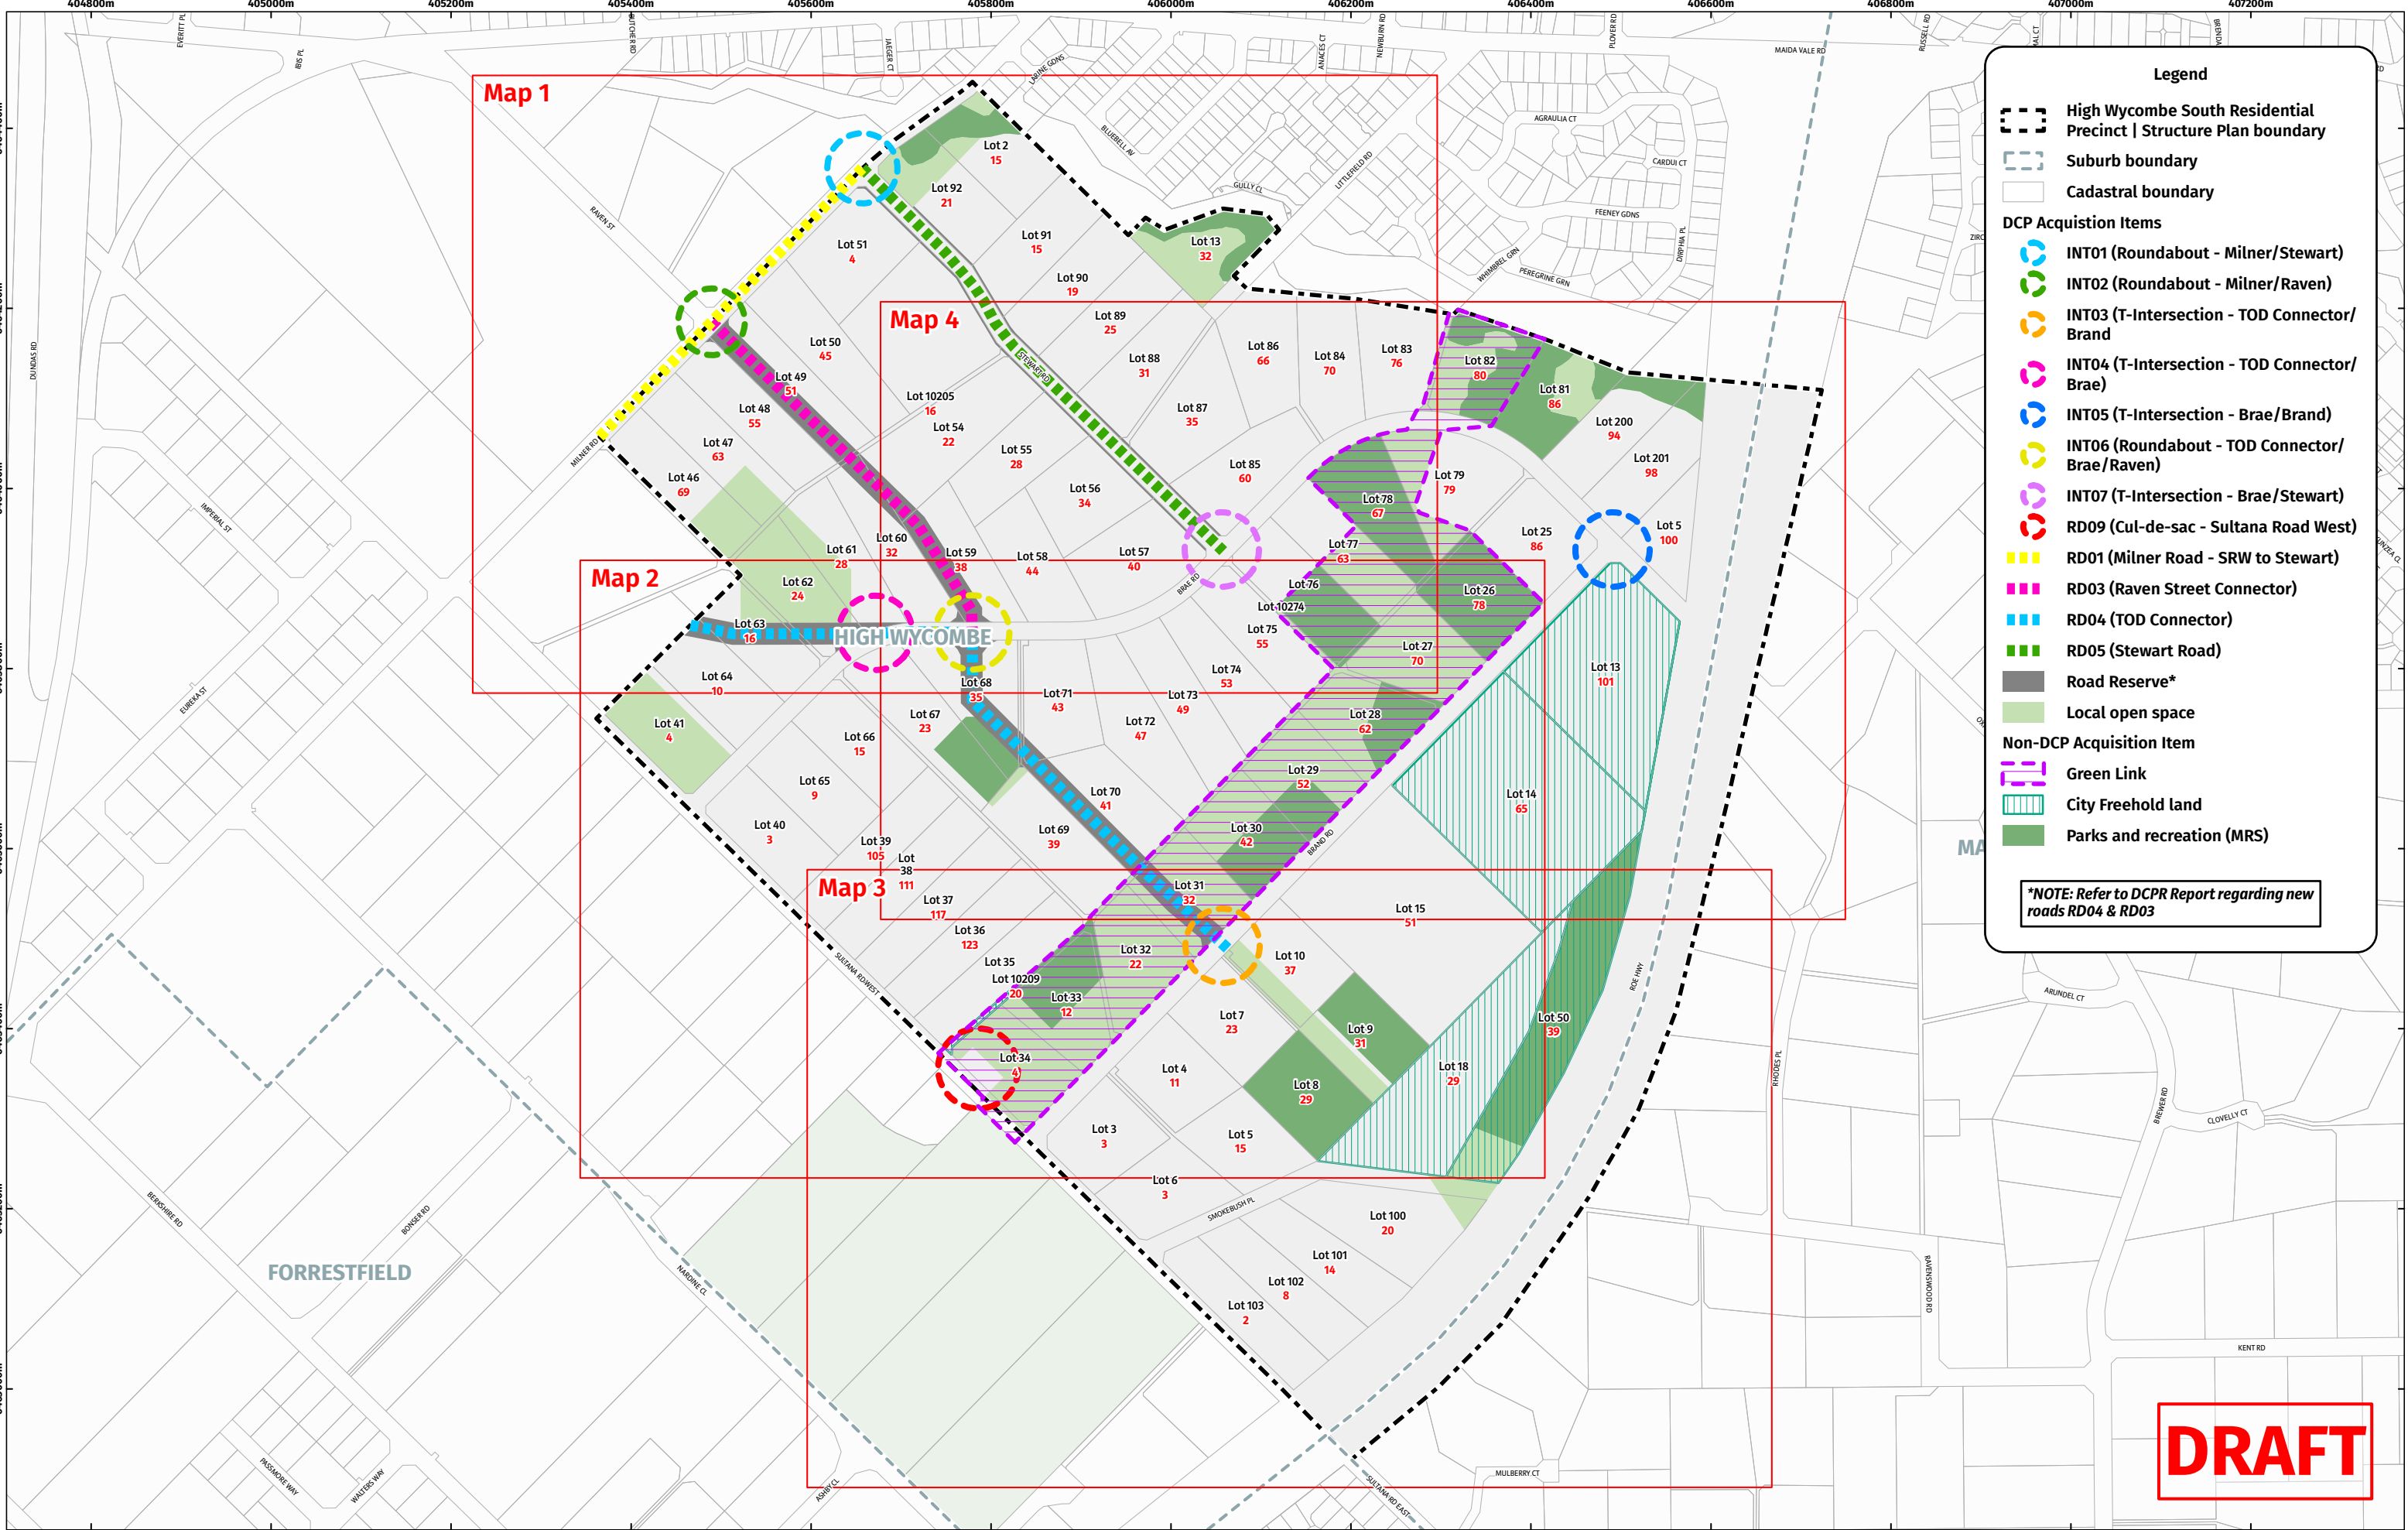 404800m
405000m
405200m
405400m
405600m
405800m
406000m
406200m
406400m
406600m
406800m
407000m
407200m
EVERITT PL
IBIS PL
JAEGER CT
LARINE GDNS
ANACES CT
NEWBURN RD
PLOVER RD
MAIDA VALE RD
RUSSELL RD
Map 1
BLUEBELL AV
AGRAULIA CT
CARDUI CT
LITTLEFIELD RD
GULLY CL
FEENEY GDNS
DIRPHIA PL
WHIMBREL GRN
PEREGRINE GRN
RAVEN ST
DUNDAS RD
Lot 2
15
Lot 92
21
Lot 91
15
Lot 13
32
Lot 51
4
Lot 90
19
Map 4
Lot 89
25
Lot 50
45
Lot 88
31
Lot 86
66
Lot 84
70
Lot 83
76
Lot 82
80
STEWART RD
Lot 49
51
Lot 81
86
Lot 10205
16
Lot 48
55
Lot 87
35
Lot 54
22
Lot 200
94
Lot 47
63
Lot 55
28
Lot 201
98
MILNER RD
Lot 46
69
Lot 85
60
Lot 79
79
Lot 56
34
Lot 78
67
IMPERIAL ST
Lot 60
32
Lot 25
86
Lot 5
100
Lot 61
28
Lot 59
38
Lot 58
44
Lot 57
40
Lot 77
63
Map 2
Lot 62
24
BRAE RD
Lot 76
Lot 10274
Lot 26
78
Lot 63
16
HIGH WYCOMBE
Lot 75
55
Lot 27
70
Lot 64
10
Lot 68
35
Lot 74
53
Lot 13
101
EUREKA ST
Lot 71
43
Lot 73
49
Lot 41
4
Lot 67
23
Lot 72
47
Lot 28
62
Lot 66
15
Lot 65
9
Lot 29
52
Lot 70
41
Lot 14
65
Lot 40
3
Lot 69
39
Lot 30
42
BRAND RD
Lot 39
105
Lot
38
111
Map 3
Lot 31
32
Lot 37
117
Lot 15
51
Lot 36
123
Lot 32
22
Lot 10
37
SULTANA RD WEST
Lot 35
Lot 10209
20
ROE HWY
Lot 33
12
Lot 7
23
Lot 9
31
Lot 50
39
Lot 34
4
Lot 4
11
Lot 8
29
Lot 18
29
RHODES PL
Lot 3
3
Lot 5
15
Lot 6
3
SMOKEBUSH PL
Lot 100
20
Lot 101
14
Lot 102
8
Lot 103
2
BERKSHIRE RD
BONSER RD
FORRESTFIELD
NARDINE CL
PASSMORE WAY
WALTERS WAY
ASHBY CL
SULTANA RD EAST
MULBERRY CT
ARUNDEL CT
BREWER RD
CLOVELLY CT
RAVENSWOOD RD
KENT RD
MA
Legend
High Wycombe South Residential
Precinct | Structure Plan boundary
Suburb boundary
Cadastral boundary
DCP Acquistion Items
INT01 (Roundabout - Milner/Stewart)
INT02 (Roundabout - Milner/Raven)
INT03 (T-Intersection - TOD Connector/
Brand
INT04 (T-Intersection - TOD Connector/
Brae)
INT05 (T-Intersection - Brae/Brand)
INT06 (Roundabout - TOD Connector/
Brae/Raven)
INT07 (T-Intersection - Brae/Stewart)
RD09 (Cul-de-sac - Sultana Road West)
RD01 (Milner Road - SRW to Stewart)
RD03 (Raven Street Connector)
RD04 (TOD Connector)
RD05 (Stewart Road)
Road Reserve*
Local open space
Non-DCP Acquisition Item
Green Link
City Freehold land
Parks and recreation (MRS)
*NOTE: Refer to DCPR Report regarding new
roads RD04 & RD03
DRAFT